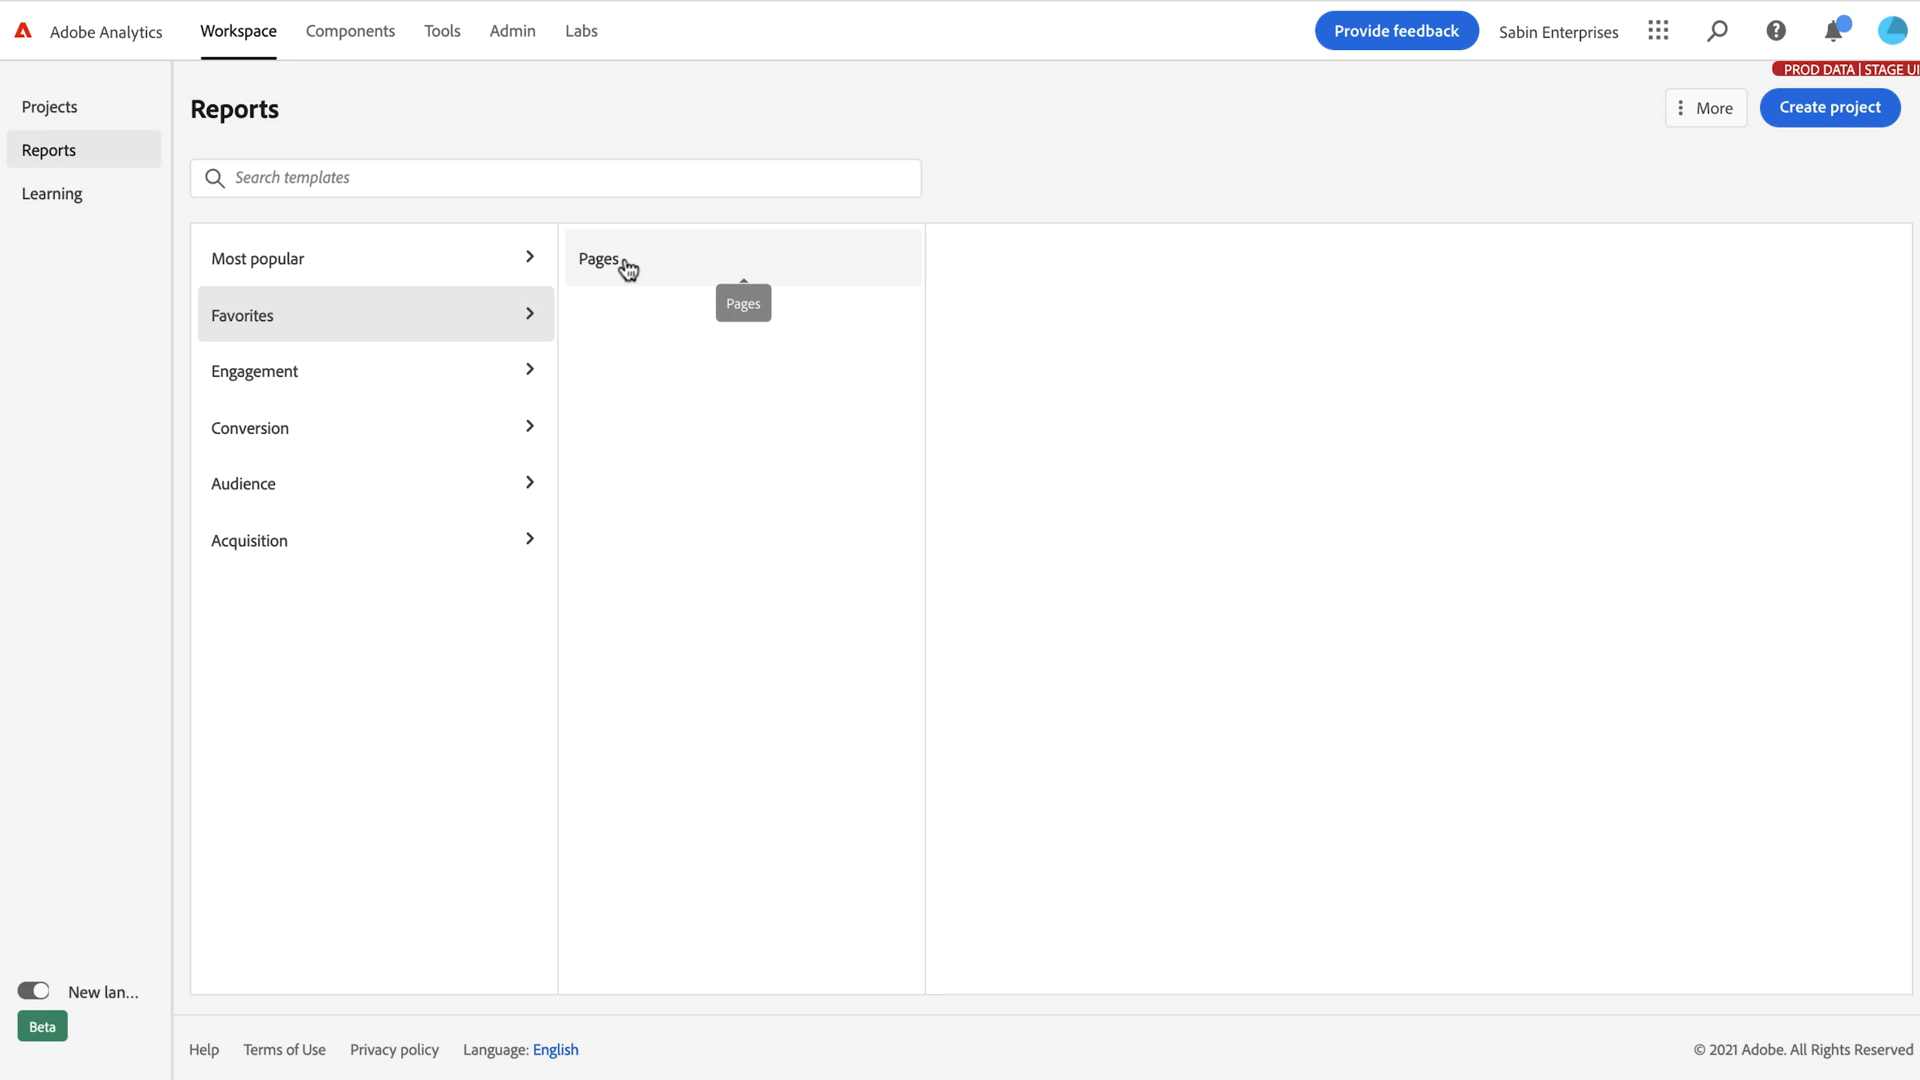 Adobe Analytics
Workspace
Components
Tools
Admin
Labs
Provide feedback
Sabin Enterprises
PROD DATA | STAGE UI
Projects
Reports
Learning
Reports
More
Create project
Search templates
Most popular
Favorites
Engagement
Conversion
Audience
Acquisition
Pages
Pages
New lan...
Beta
Help
Terms of Use
Privacy policy
Language: English
© 2021 Adobe. All Rights Reserved